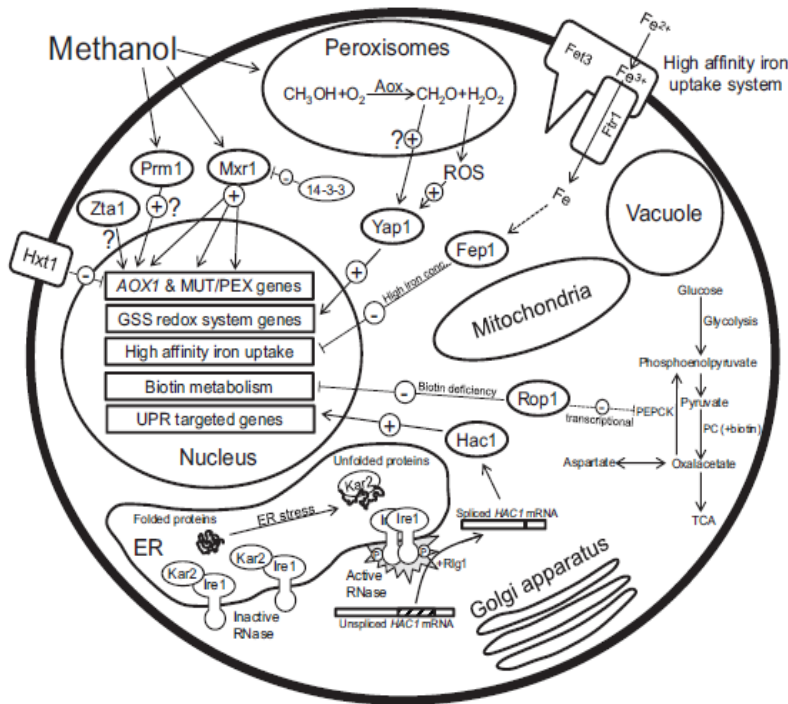 Methanol
Peroxisomes
CH3OH+O2
Aox
CH2O+H2O2
?
+
ROS
+
Fe2+
Fet3
Fe3+
Ftr1
High affinity iron
uptake system
Fe
Prm1
Mxr1
-
14-3-3
+
?
+
Zta1
?
Hxt1
-
Yap1
+
Fep1
High iron conc.
-
Vacuole
Mitochondria
AOX1 & MUT/PEX genes
GSS redox system genes
High affinity iron uptake
Biotin metabolism
UPR targeted genes
Nucleus
-
Biotin deficiency
Rop1
-
transcriptional
PEPCK
+
Hac1
Glucose
Glycolysis
Phosphoenolpyruvate
Pyruvate
PC (+biotin)
Aspartate
Oxalacetate
TCA
Unfolded proteins
Kar2
Folded proteins
ER stress
ER
Kar2
Ire1
Kar2
Ire1
Inactive
RNase
Ire1
P
P
Active
RNase
+Rlg1
Spliced HAC1 mRNA
Unspliced HAC1 mRNA
Golgi apparatus